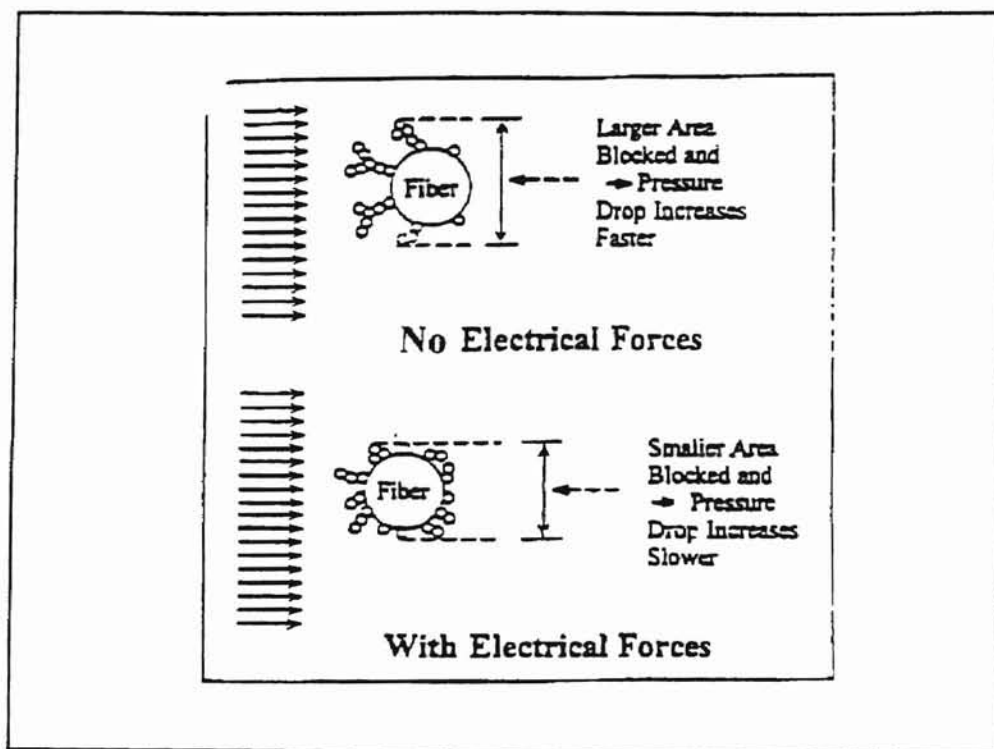 Fiber
Larger Area
Blocked and
→ Pressure
Drop Increases
Faster
No Electrical Forces
Fiber
Smaller Area
Blocked and
→ Pressure
Drop Increases
Slower
With Electrical Forces